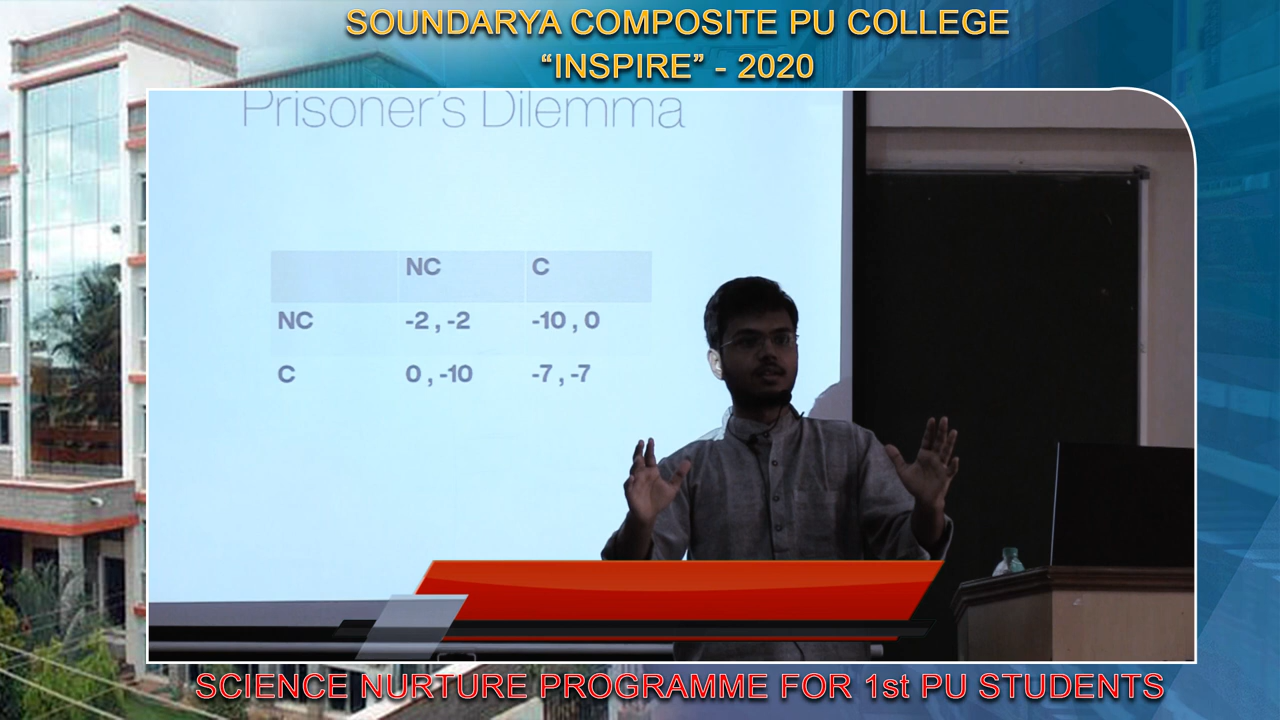 SOUNDARYA COMPOSITE PU COLLEGE
“INSPIRE” - 2020
Prisoner's Dilemma
NC C
NC -2 , -2 -10 , 0
C 0 , -10 -7 , -7
SCIENCE NURTURE PROGRAMME FOR 1st PU STUDENTS